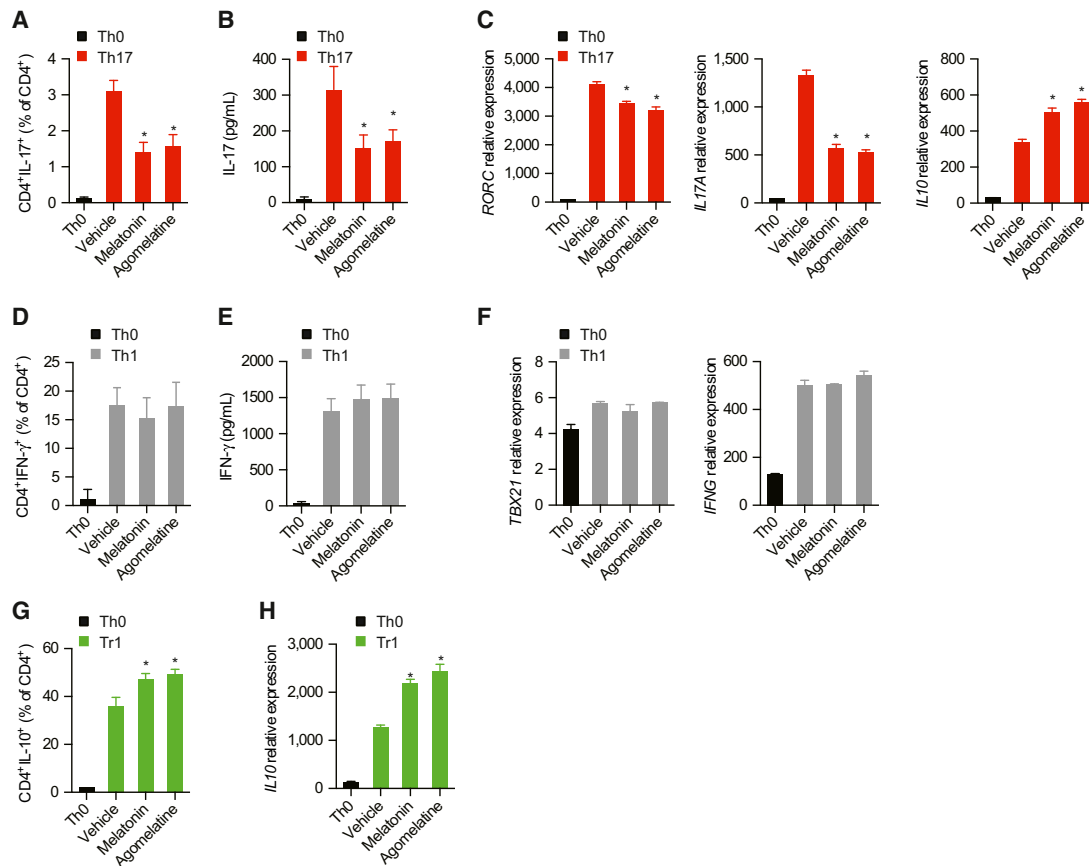 A
Th0
Th17
CD4⁺IL-17⁺ (% of CD4⁺)
4
3
2
1
0
*
*
Th0
Vehicle
Melatonin
Agomelatine
B
Th0
Th17
IL-17 (pg/mL)
400
300
200
100
0
*
*
Th0
Vehicle
Melatonin
Agomelatine
C
Th0
Th17
RORC relative expression
5,000
4,000
3,000
2,000
1,000
0
*
*
Th0
Vehicle
Melatonin
Agomelatine
IL17A relative expression
1,500
1,000
500
0
*
*
Th0
Vehicle
Melatonin
Agomelatine
IL10 relative expression
800
600
400
200
0
*
*
Th0
Vehicle
Melatonin
Agomelatine
D
Th0
Th1
CD4⁺IFN-γ⁺ (% of CD4⁺)
25
20
15
10
5
0
Th0
Vehicle
Melatonin
Agomelatine
E
IFN-γ (pg/mL)
2000
1500
1000
500
0
Th0
Vehicle
Melatonin
Agomelatine
F
Th0
Th1
TBX21 relative expression
8
6
4
2
0
Th0
Vehicle
Melatonin
Agomelatine
IFNG relative expression
600
400
200
0
Th0
Vehicle
Melatonin
Agomelatine
G
Th0
Tr1
CD4⁺IL-10⁺ (% of CD4⁺)
60
40
20
0
*
*
Th0
Vehicle
Melatonin
Agomelatine
H
Th0
Tr1
IL10 relative expression
3,000
2,000
1,000
0
*
*
Th0
Vehicle
Melatonin
Agomelatine